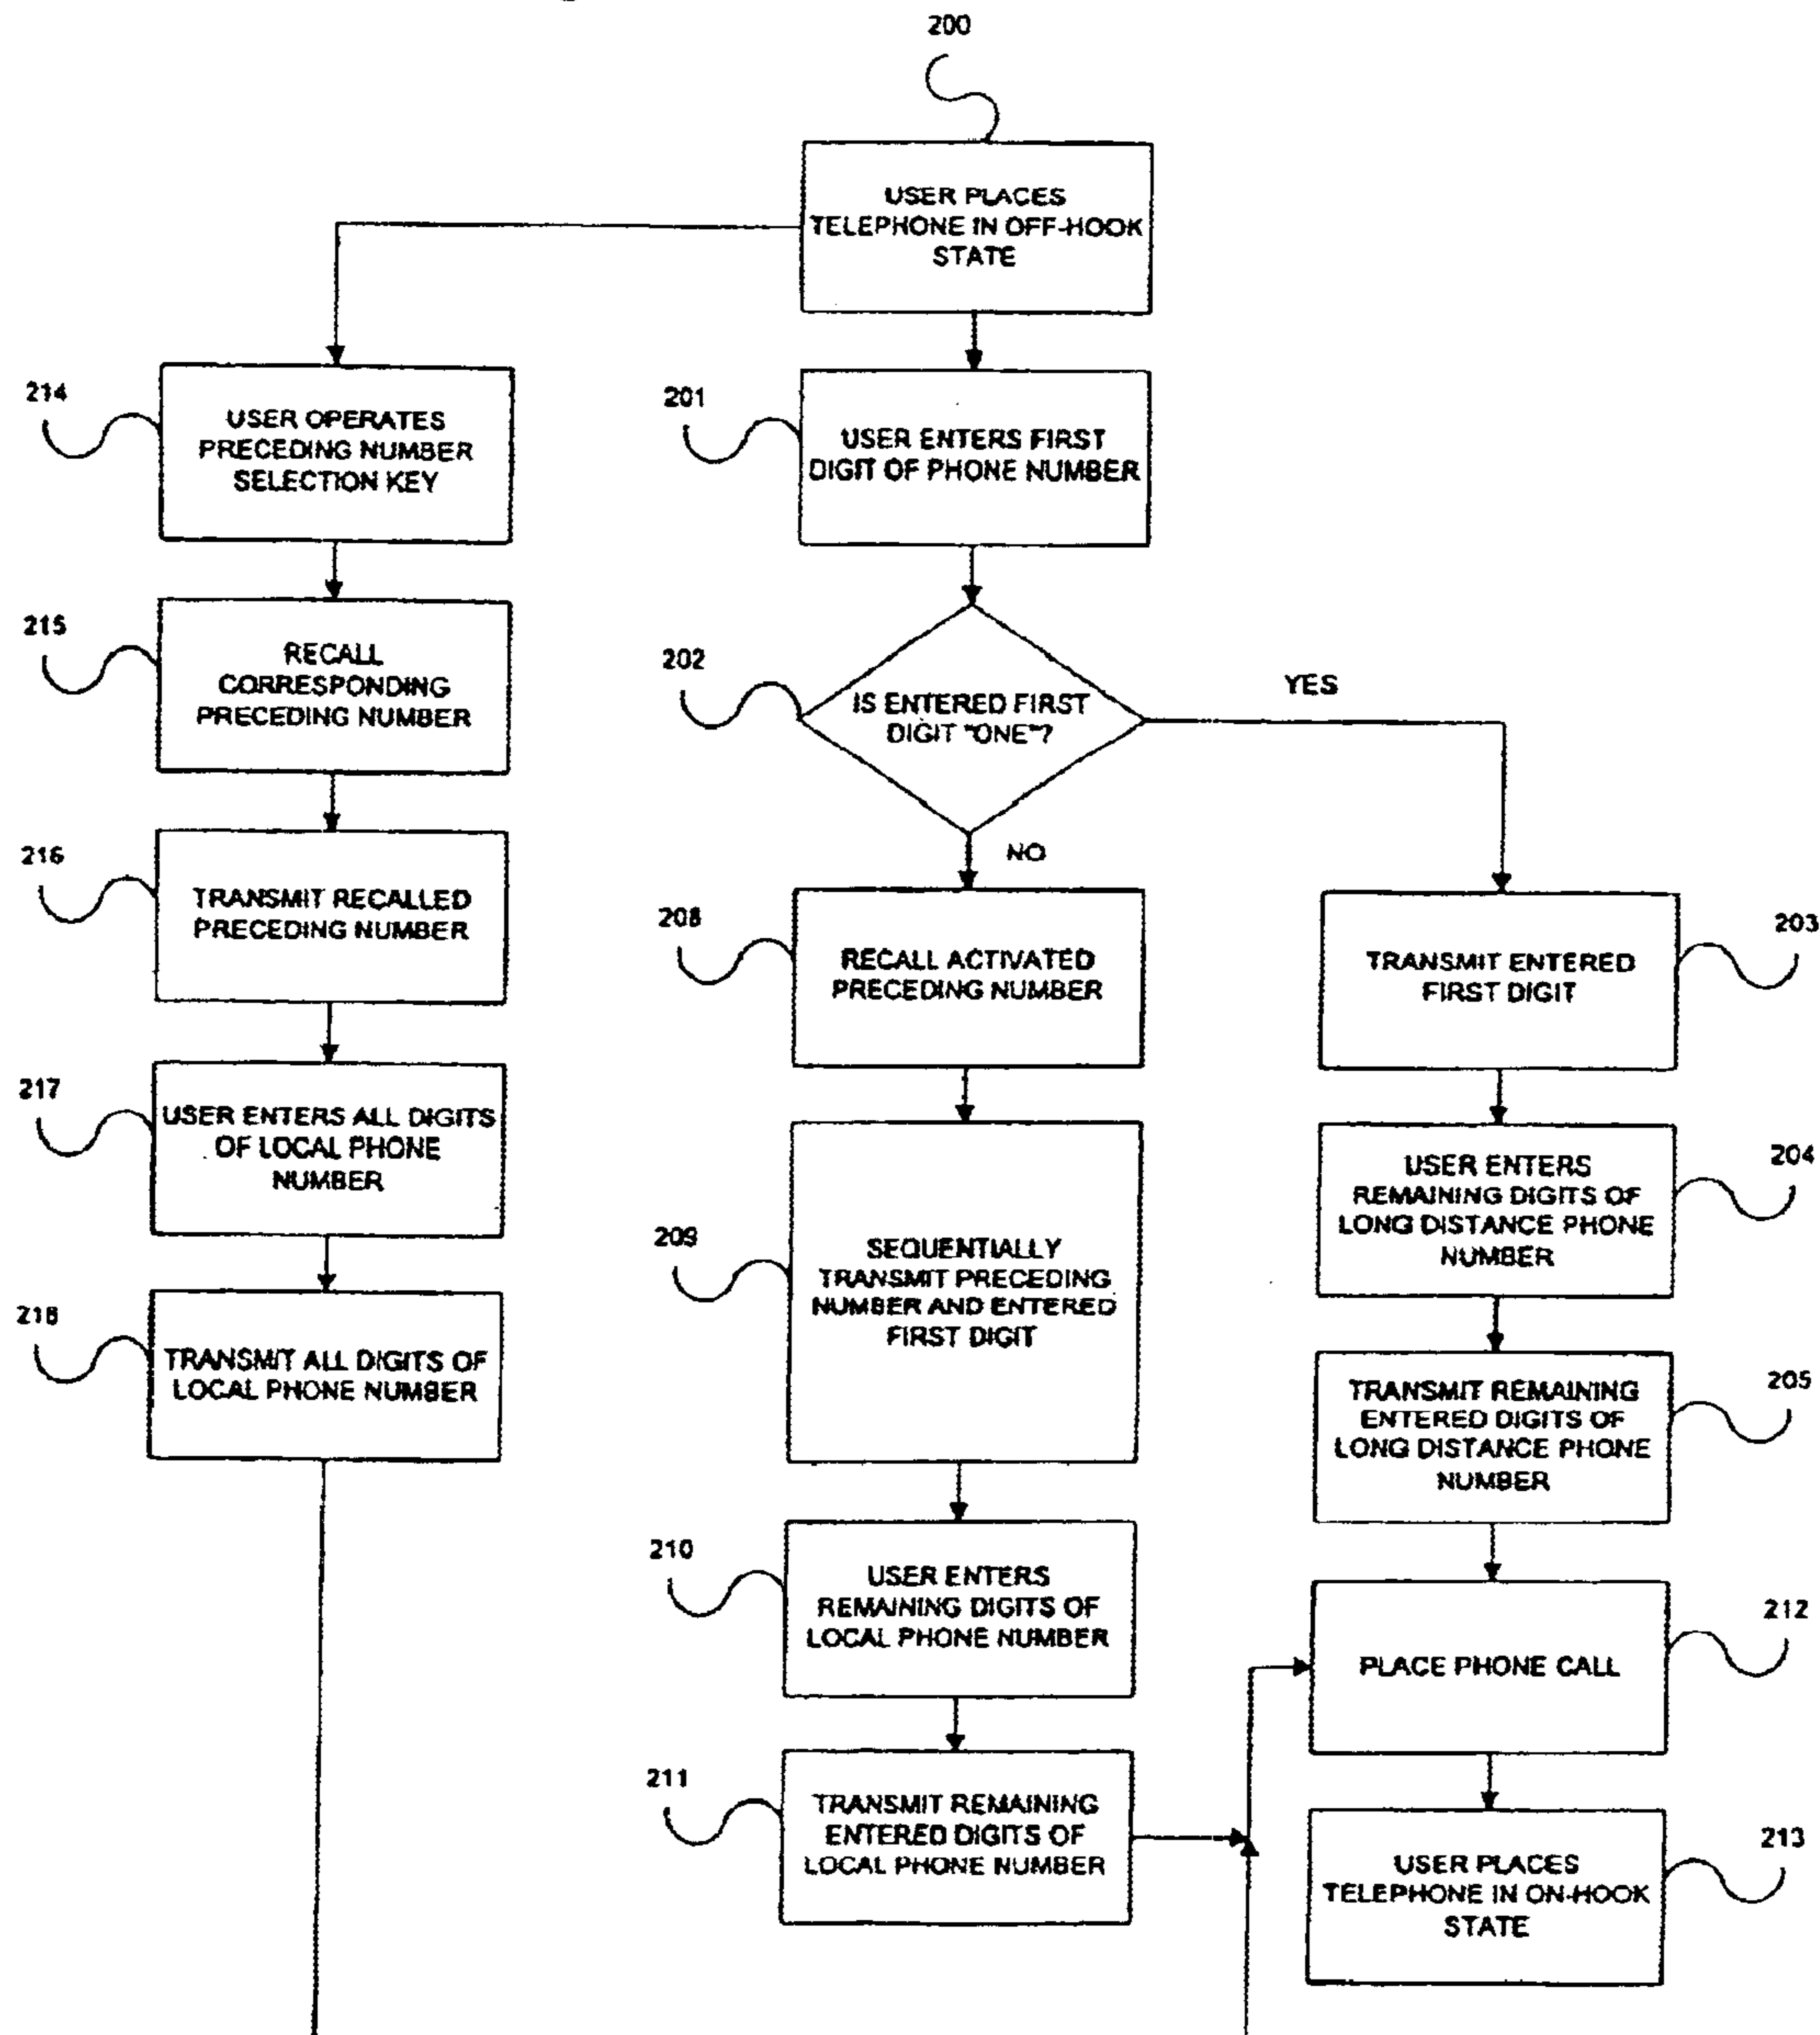 200
USER PLACES
TELEPHONE IN OFF-HOOK
STATE
214
USER OPERATES
PRECEDING NUMBER
SELECTION KEY
201
USER ENTERS FIRST
DIGIT OF PHONE NUMBER
215
RECALL
CORRESPONDING
PRECEDING NUMBER
202
IS ENTERED FIRST
DIGIT "ONE"?
YES
NO
216
TRANSMIT RECALLED
PRECEDING NUMBER
208
RECALL ACTIVATED
PRECEDING NUMBER
203
TRANSMIT ENTERED
FIRST DIGIT
217
USER ENTERS ALL DIGITS
OF LOCAL PHONE
NUMBER
209
SEQUENTIALLY
TRANSMIT PRECEDING
NUMBER AND ENTERED
FIRST DIGIT
204
USER ENTERS
REMAINING DIGITS OF
LONG DISTANCE PHONE
NUMBER
218
TRANSMIT ALL DIGITS OF
LOCAL PHONE NUMBER
205
TRANSMIT REMAINING
ENTERED DIGITS OF
LONG DISTANCE PHONE
NUMBER
210
USER ENTERS
REMAINING DIGITS OF
LOCAL PHONE NUMBER
212
PLACE PHONE CALL
211
TRANSMIT REMAINING
ENTERED DIGITS OF
LOCAL PHONE NUMBER
213
USER PLACES
TELEPHONE IN ON-HOOK
STATE